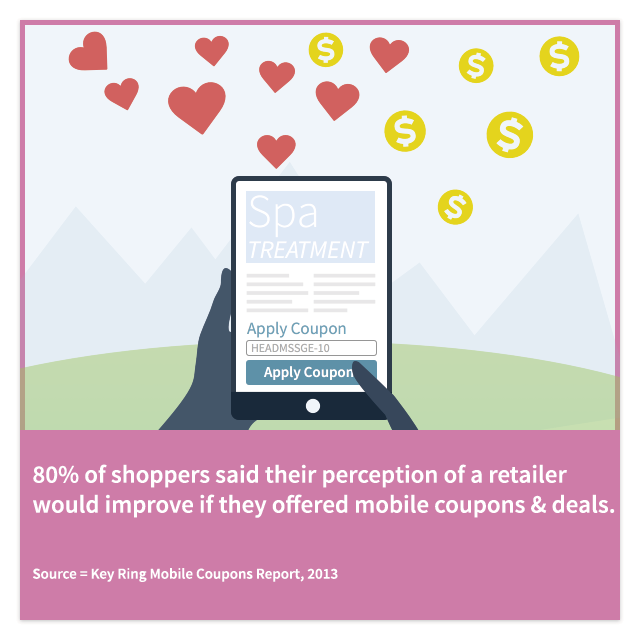 Spa
TREATMENT
Apply Coupon
HEADMSSGE-10
Apply Coupon
80% of shoppers said their perception of a retailer
would improve if they offered mobile coupons & deals.
Source = Key Ring Mobile Coupons Report, 2013